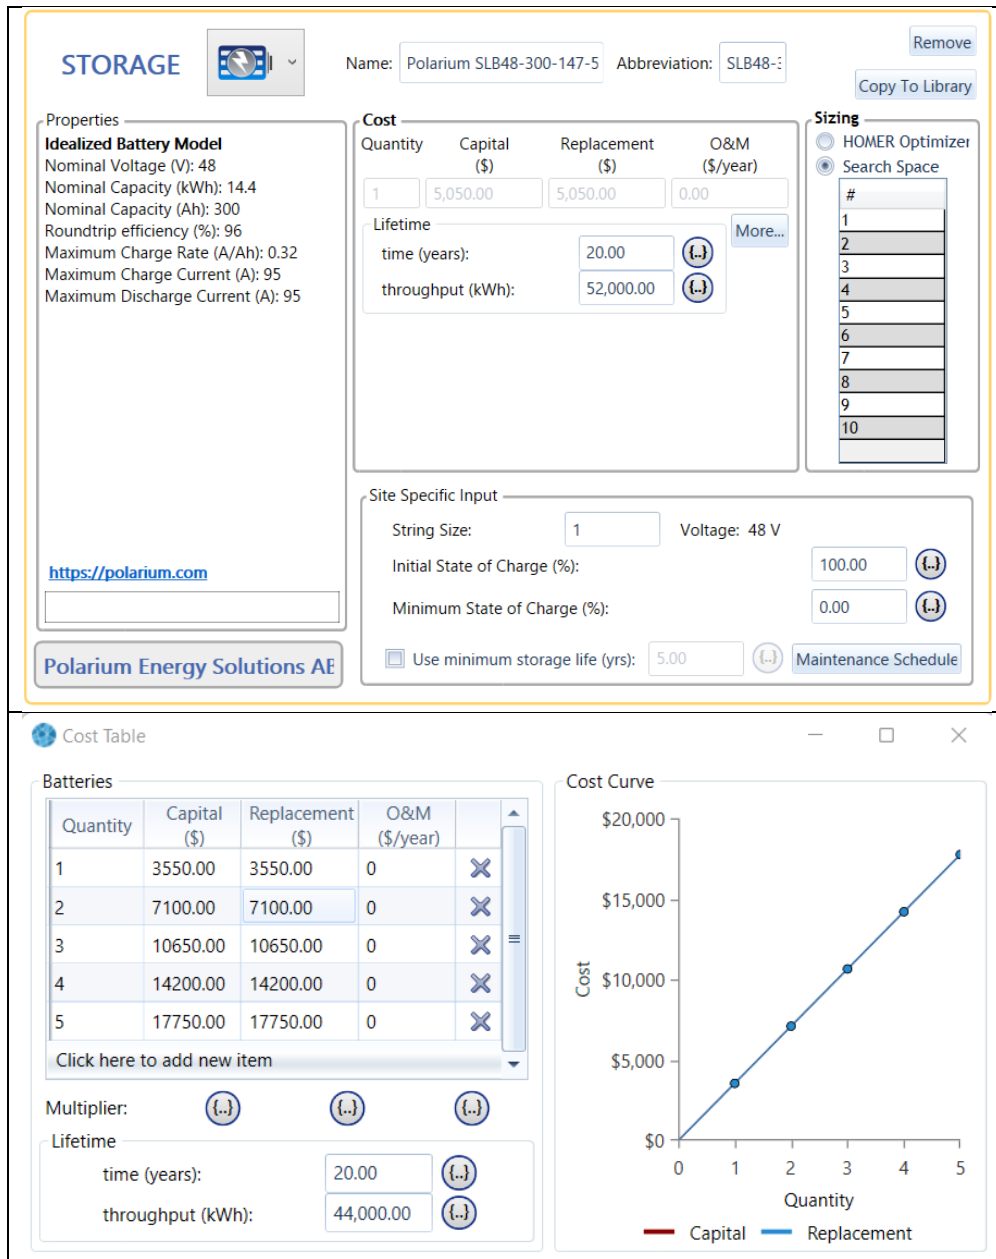 STORAGE
Name: Polarium SLB48-300-147-5 Abbreviation: SLB48-3
Remove
Copy To Library
Properties
Idealized Battery Model
Nominal Voltage (V): 48
Nominal Capacity (kWh): 14.4
Nominal Capacity (Ah): 300
Roundtrip efficiency (%): 96
Maximum Charge Rate (A/Ah): 0.32
Maximum Charge Current (A): 95
Maximum Discharge Current (A): 95
https://polarium.com
Polarium Energy Solutions AB
Cost
Quantity Capital ($) Replacement ($) O&M ($/year)
1 5,050.00 5,050.00 0.00
Lifetime
More...
time (years): 20.00 {..}
throughput (kWh): 52,000.00 {..}
Sizing
HOMER Optimizer
Search Space
#
1
2
3
4
5
6
7
8
9
10
Site Specific Input
String Size: 1 Voltage: 48 V
Initial State of Charge (%): 100.00 {..}
Minimum State of Charge (%): 0.00 {..}
Use minimum storage life (yrs): 5.00 {..} Maintenance Schedule
Cost Table
Batteries
Quantity Capital ($) Replacement ($) O&M ($/year)
1 3550.00 3550.00 0
2 7100.00 7100.00 0
3 10650.00 10650.00 0
4 14200.00 14200.00 0
5 17750.00 17750.00 0
Click here to add new item
Multiplier: {..} {..} {..}
Lifetime
time (years): 20.00 {..}
throughput (kWh): 44,000.00 {..}
Cost Curve
$20,000
$15,000
$10,000
$5,000
$0
Cost
0 1 2 3 4 5
Quantity
Capital Replacement